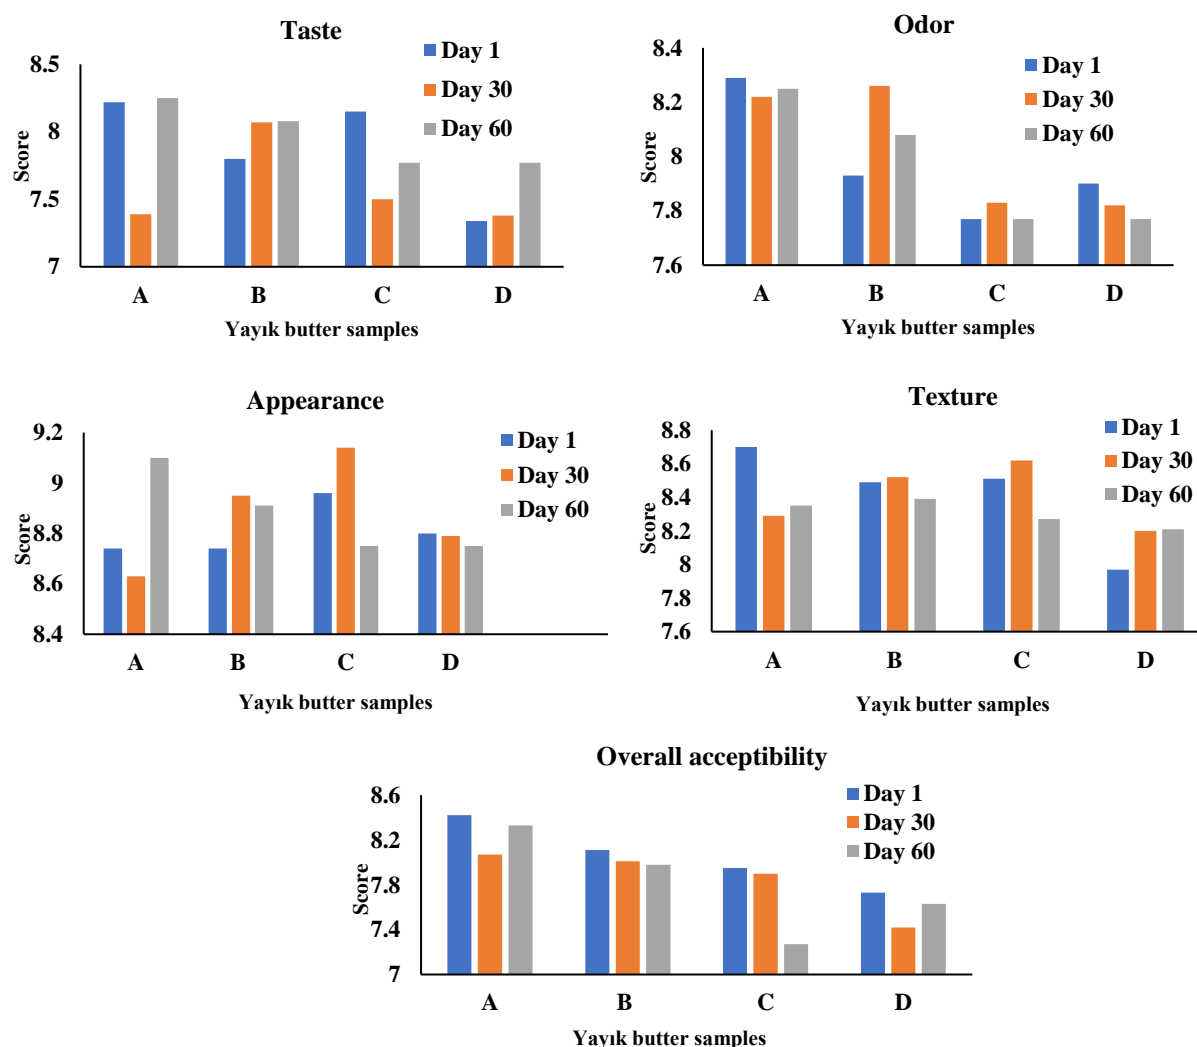 Taste
Day 1
Day 30
Day 60
8.5
8
7.5
7
Score
A B C D
Yayık butter samples
Odor
Day 1
Day 30
Day 60
8.4
8.2
8
7.8
7.6
Score
A B C D
Yayık butter samples
Appearance
Day 1
Day 30
Day 60
9.2
9
8.8
8.6
8.4
Score
A B C D
Yayık butter samples
Texture
Day 1
Day 30
Day 60
8.8
8.6
8.4
8.2
8
7.8
7.6
Score
A B C D
Yayık butter samples
Overall acceptibility
Day 1
Day 30
Day 60
8.6
8.2
7.8
7.4
7
Score
A B C D
Yayık butter samples